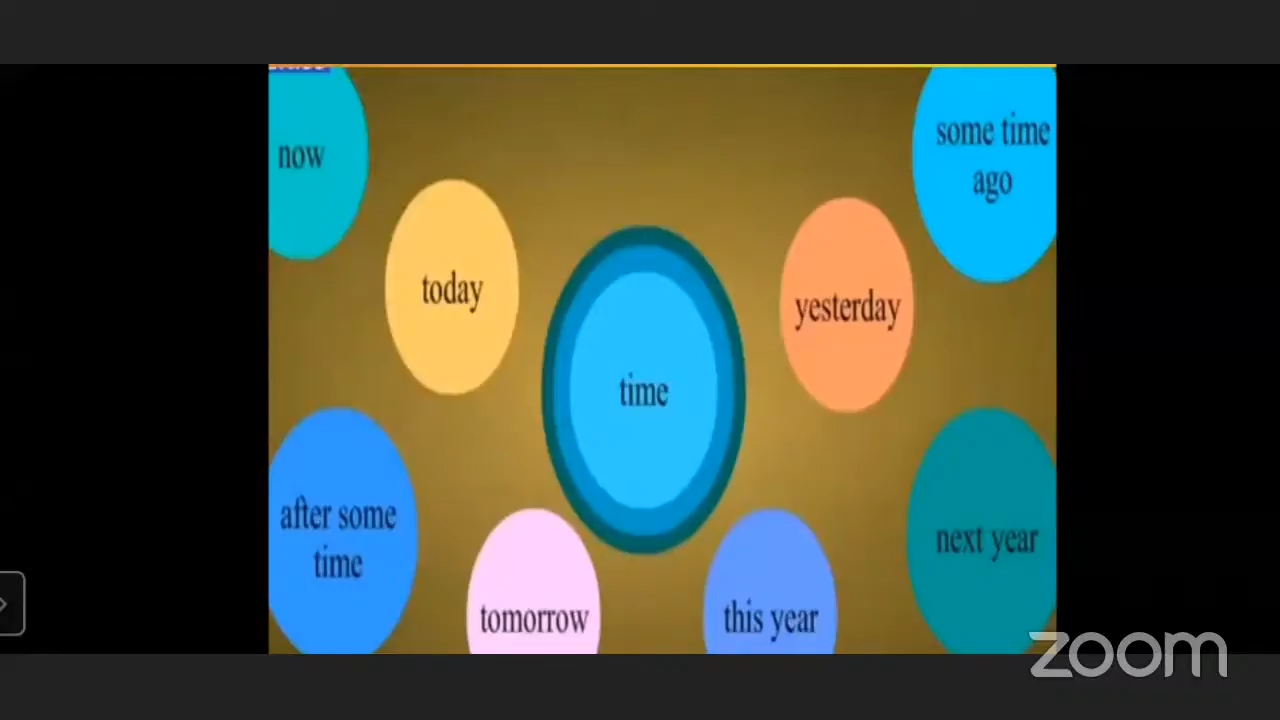 now
some time
ago
today
yesterday
time
after some
time
next year
tomorrow
this year
zoom